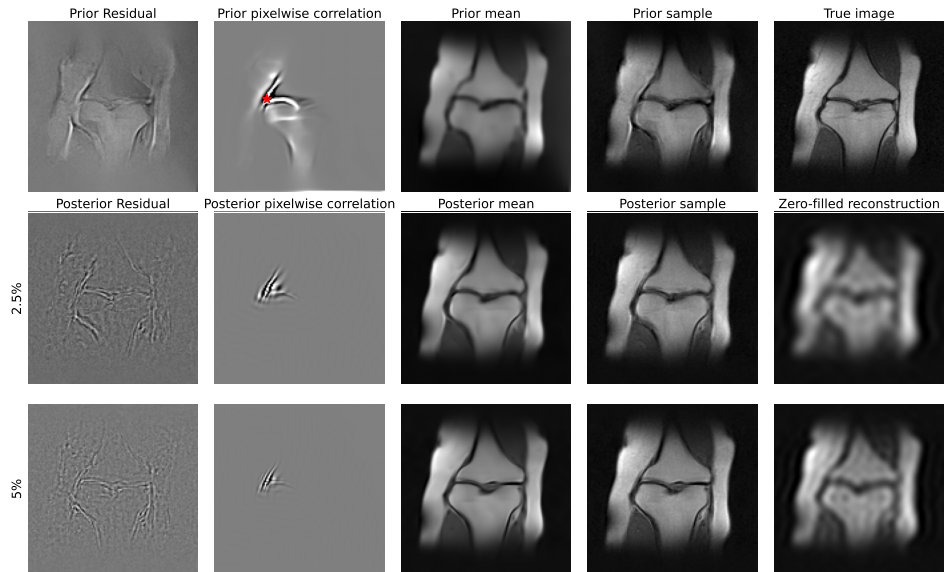 Prior Residual
Prior pixelwise correlation
Prior mean
Prior sample
True image
Posterior Residual
Posterior pixelwise correlation
Posterior mean
Posterior sample
Zero-filled reconstruction
2.5%
5%